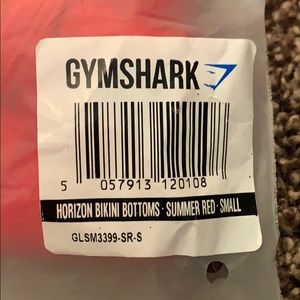 GYMSHARK
5 057913 120108
HORIZON BIKINI BOTTOMS · SUMMER RED · SMALL
GLSM3399-SR-S